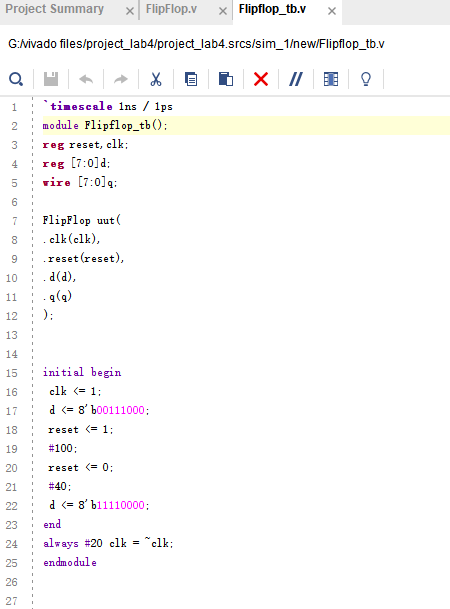 Project Summary × FlipFlop.v × Flipflop_tb.v ×
G:/vivado files/project_lab4/project_lab4.srcs/sim_1/new/Flipflop_tb.v
1 `timescale 1ns / 1ps
2 module Flipflop_tb();
3 reg reset,clk;
4 reg [7:0]d;
5 wire [7:0]q;
6
7 FlipFlop uut(
8 .clk(clk),
9 .reset(reset),
10 .d(d),
11 .q(q)
12 );
13
14
15 initial begin
16 clk <= 1;
17 d <= 8'b00111000;
18 reset <= 1;
19 #100;
20 reset <= 0;
21 #40;
22 d <= 8'b11110000;
23 end
24 always #20 clk = ~clk;
25 endmodule
26
27